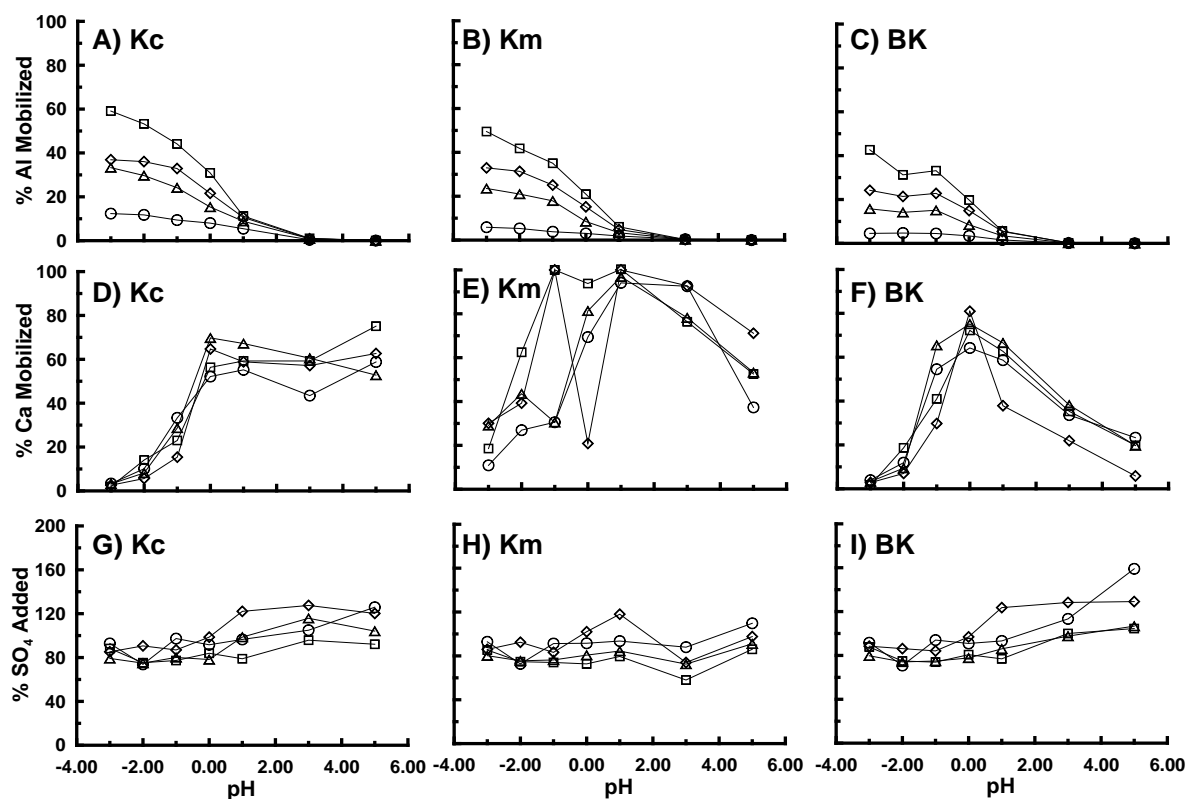 100
80
60
40
20
0
% Al Mobilized
A) Kc
B) Km
C) BK
100
80
60
40
20
0
% Ca Mobilized
D) Kc
E) Km
F) BK
200
160
120
80
40
0
% SO4 Added
G) Kc
H) Km
I) BK
-4.00 -2.00 0.00 2.00 4.00 6.00
-4.00 -2.00 0.00 2.00 4.00 6.00
-4.00 -2.00 0.00 2.00 4.00 6.00
pH
pH
pH